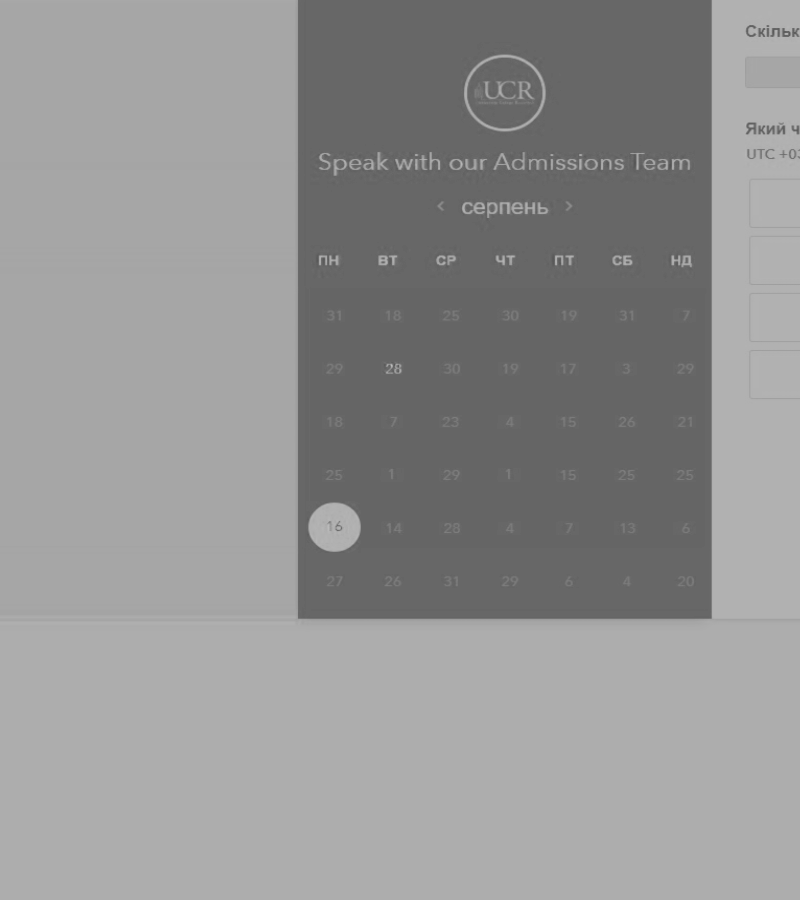 Скільк
UCR
Speak with our Admissions Team
Який ч
UTC +03
< серпень >
ПН ВТ СР ЧТ ПТ СБ НД
31 18 25 30 19 31 7
29 28 30 19 17 3 29
18 7 23 4 15 26 21
25 1 29 1 15 25 25
16 14 28 4 7 13 6
27 26 31 29 6 4 20